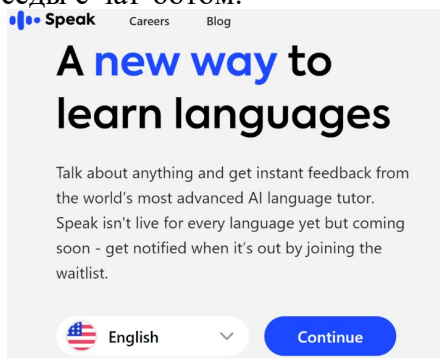 с чат-ботом.
Speak Careers Blog
A new way to
learn languages
Talk about anything and get instant feedback from
the world's most advanced AI language tutor.
Speak isn't live for every language yet but coming
soon - get notified when it's out by joining the
waitlist.
English Continue